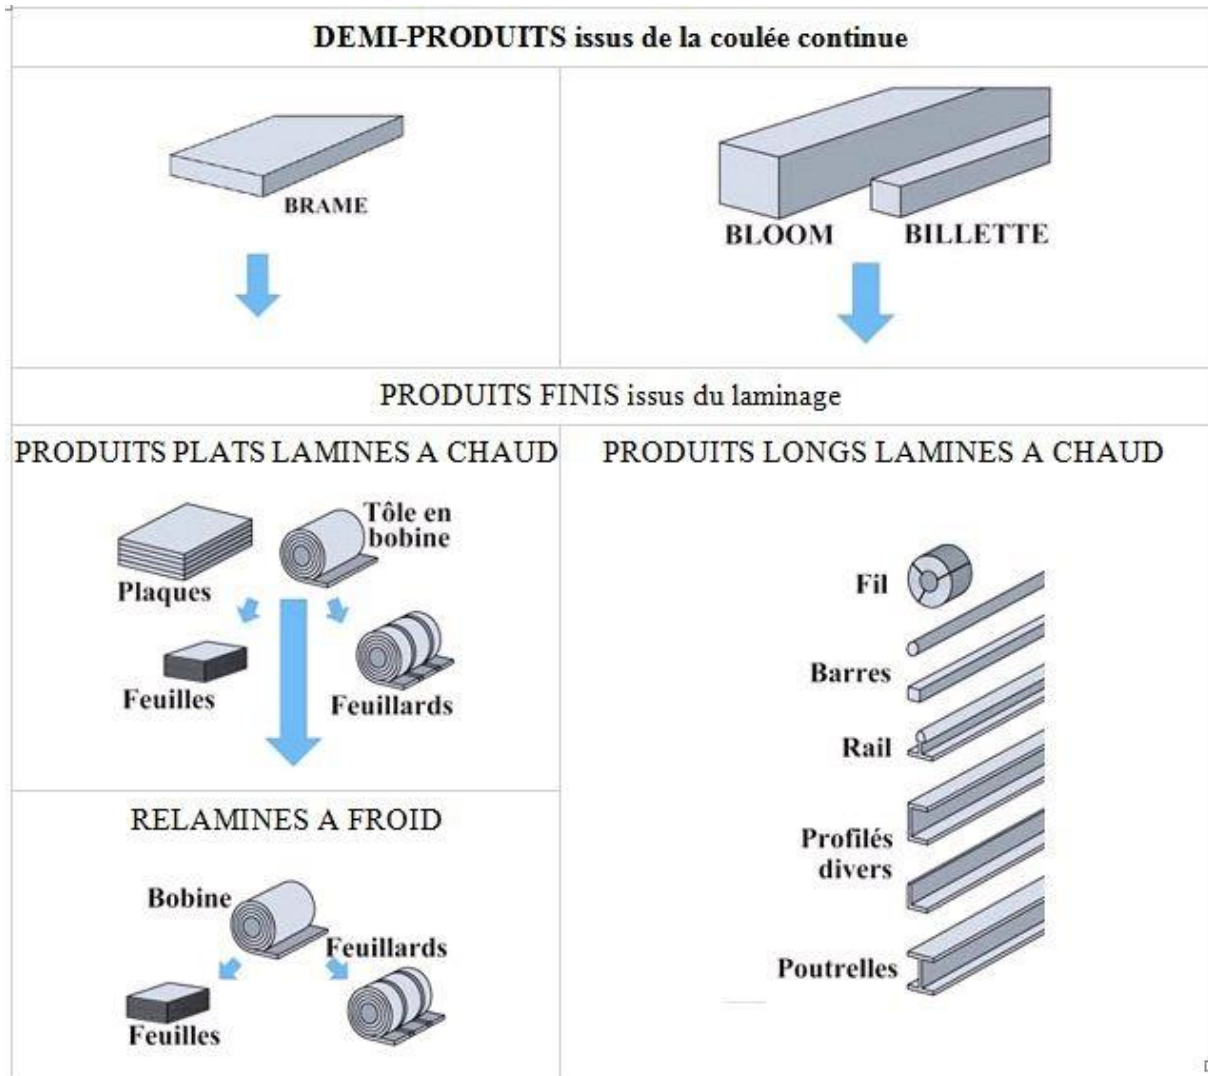 DEMI-PRODUITS issus de la coulée continue
BRAME
BLOOM
BILLETTE
PRODUITS FINIS issus du laminage
PRODUITS PLATS LAMINES A CHAUD
Plaques
Tôle en
bobine
Feuilles
Feuillards
RELAMINES A FROID
Bobine
Feuillards
Feuilles
PRODUITS LONGS LAMINES A CHAUD
Fil
Barres
Rail
Profilés
divers
Poutrelles